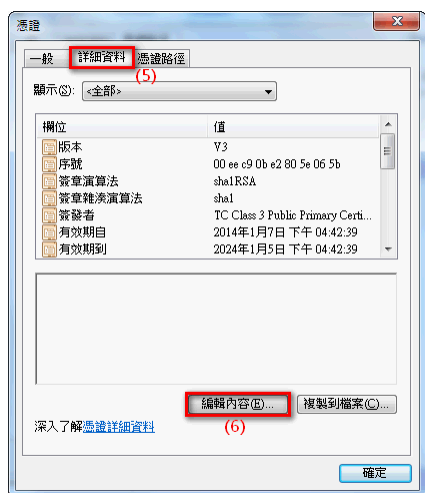 憑證
一般 詳細資料 憑證路徑
(5)
顯示(S): <全部>
欄位 值
版本 V3
序號 00 ee c9 0b e2 80 5e 06 5b
簽章演算法 sha1RSA
簽章雜湊演算法 sha1
簽發者 TC Class 3 Public Primary Certi...
有效期自 2014年1月7日 下午 04:42:39
有效期到 2024年1月5日 下午 04:42:39
編輯內容(E)... 複製到檔案(C)...
(6)
深入了解憑證詳細資料
確定